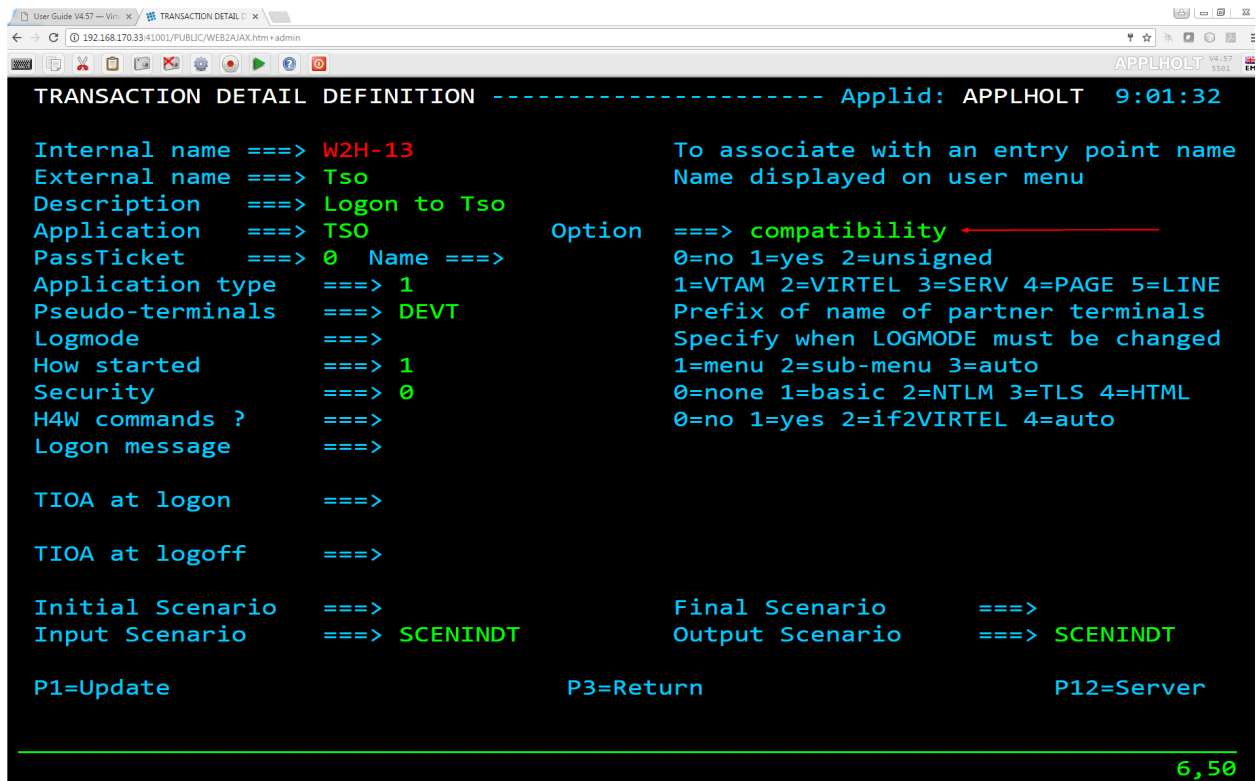 User Guide V4.57 — Virt
TRANSACTION DETAIL D
192.168.170.33:41001/PUBLIC/WEB2AJAX.htm+admin
APPLHOLT V4.57
5501 EN
TRANSACTION DETAIL DEFINITION ---------------------- Applid: APPLHOLT 9:01:32
Internal name ===> W2H-13 To associate with an entry point name
External name ===> Tso Name displayed on user menu
Description ===> Logon to Tso
Application ===> TSO Option ===> compatibility
PassTicket ===> 0 Name ===> 0=no 1=yes 2=unsigned
Application type ===> 1 1=VTAM 2=VIRTEL 3=SERV 4=PAGE 5=LINE
Pseudo-terminals ===> DEVT Prefix of name of partner terminals
Logmode ===> Specify when LOGMODE must be changed
How started ===> 1 1=menu 2=sub-menu 3=auto
Security ===> 0 0=none 1=basic 2=NTLM 3=TLS 4=HTML
H4W commands ? ===> 0=no 1=yes 2=if2VIRTEL 4=auto
Logon message ===>
TIOA at logon ===>
TIOA at logoff ===>
Initial Scenario ===> Final Scenario ===>
Input Scenario ===> SCENINDT Output Scenario ===> SCENINDT
P1=Update P3=Return P12=Server
6,50